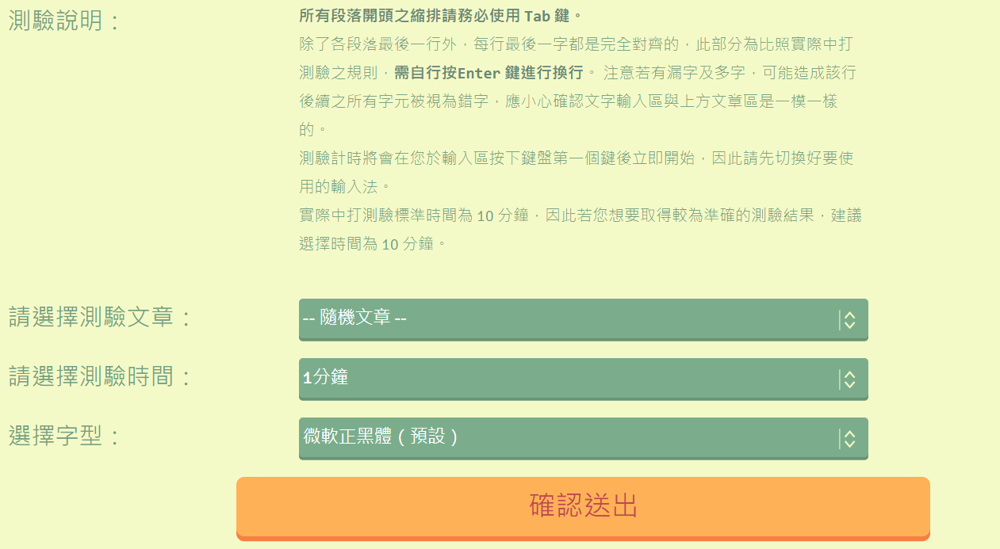 測驗說明：
所有段落開頭之縮排請務必使用 Tab 鍵。
除了各段落最後一行外，每行最後一字都是完全對齊的，此部分為比照實際中打
測驗之規則，需自行按Enter 鍵進行換行。 注意若有漏字及多字，可能造成該行
後續之所有字元被視為錯字，應小心確認文字輸入區與上方文章區是一模一樣
的。
測驗計時將會在您於輸入區按下鍵盤第一個鍵後立即開始，因此請先切換好要使
用的輸入法。
實際中打測驗標準時間為 10 分鐘，因此若您想要取得較為準確的測驗結果，建議
選擇時間為 10 分鐘。
請選擇測驗文章：
-- 隨機文章 --
請選擇測驗時間：
1分鐘
選擇字型：
微軟正黑體（預設）
確認送出